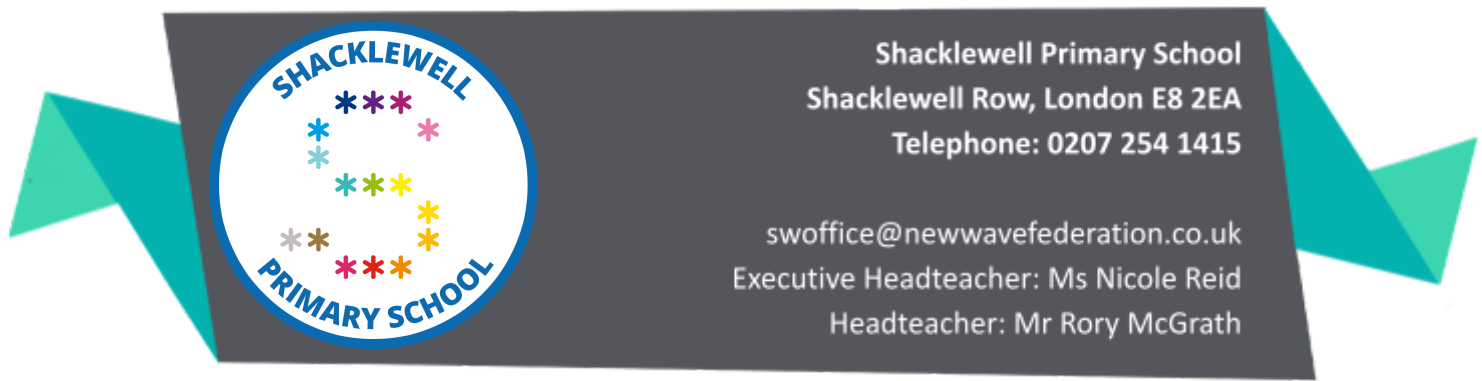 SHACKLEWELL
PRIMARY SCHOOL
Shacklewell Primary School
Shacklewell Row, London E8 2EA
Telephone: 0207 254 1415
swoffice@newwavefederation.co.uk
Executive Headteacher: Ms Nicole Reid
Headteacher: Mr Rory McGrath